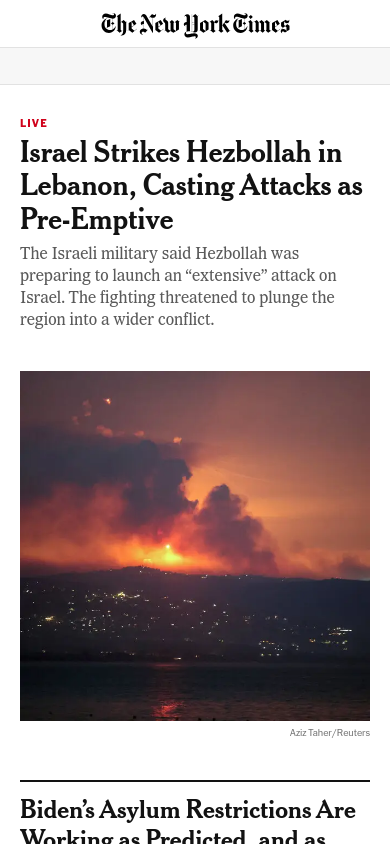 The New York Times
LIVE
Israel Strikes Hezbollah in
Lebanon, Casting Attacks as
Pre-Emptive
The Israeli military said Hezbollah was
preparing to launch an “extensive” attack on
Israel. The fighting threatened to plunge the
region into a wider conflict.
Aziz Taher/Reuters
Biden’s Asylum Restrictions Are
Working as Predicted, and as